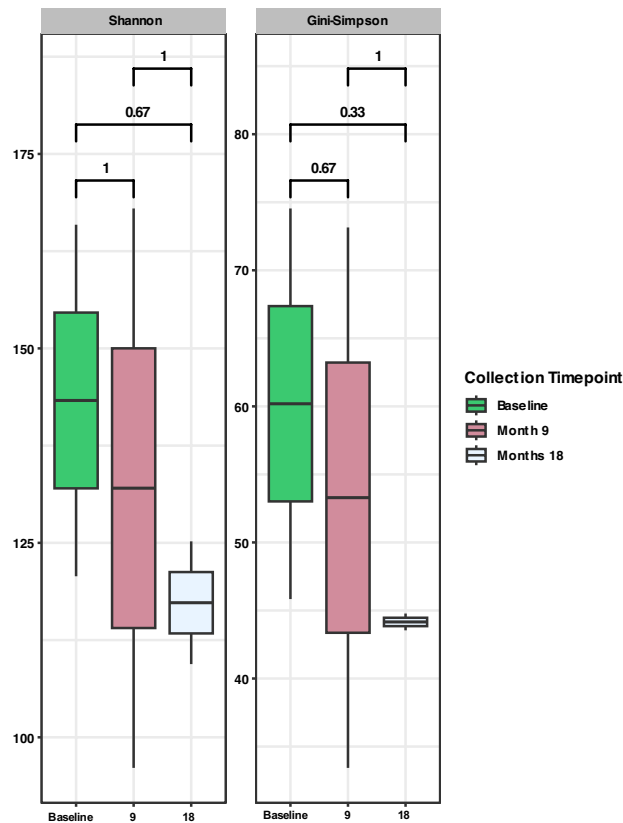 Shannon
Gini-Simpson
1
1
0.67
0.33
1
0.67
175
150
125
100
80
70
60
50
40
Collection Timepoint
Baseline
Month 9
Months 18
Baseline 9 18
Baseline 9 18